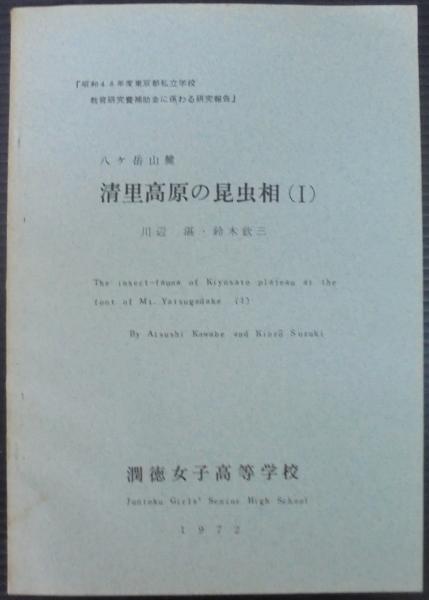 『昭和48年度東京都私立学校
教育研究費補助金に係わる研究報告』
八ケ岳山麓
清里高原の昆虫相(I)
川辺 湛・鈴木欽三
The insect-fauna of Kiyosato plateau at the
foot of Mt. Yatsugadake (I)
By Atsushi Kawabe and Kinzō Suzuki
潤徳女子高等学校
Juntoku Girls' Senior High School
1972